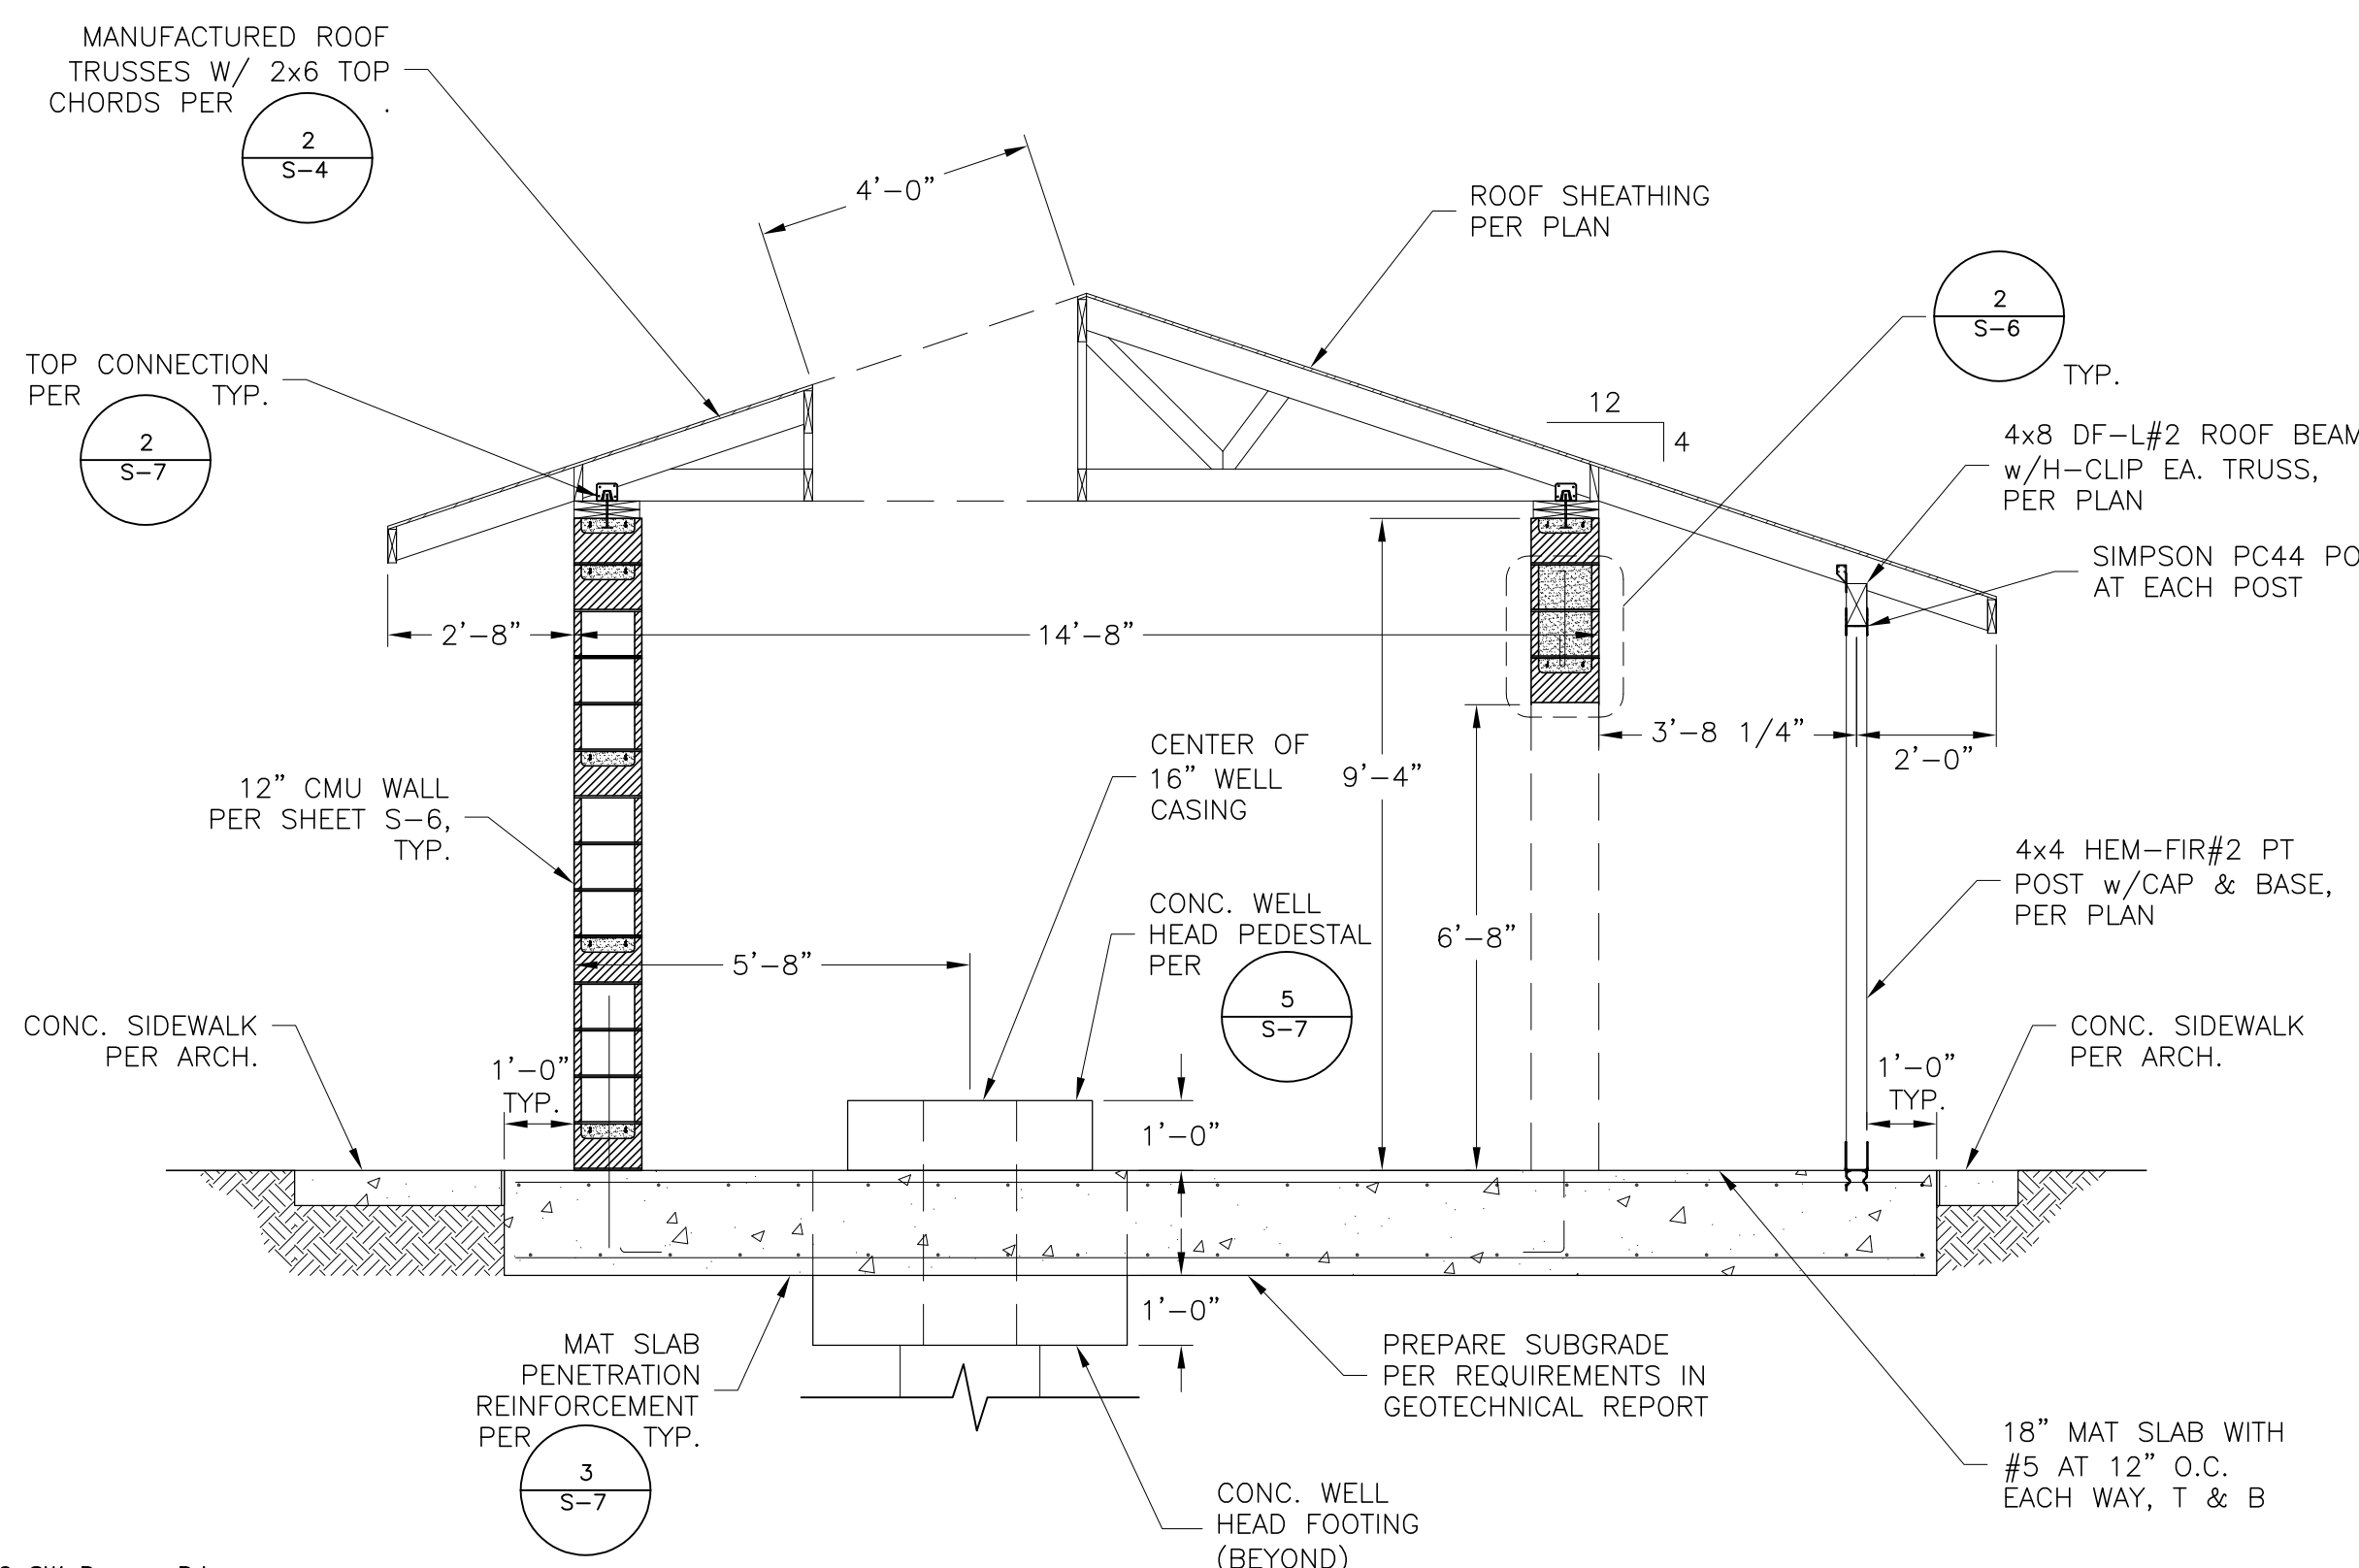 MANUFACTURED ROOF
TRUSSES W/ 2x6 TOP
CHORDS PER .
2
S-4
4'-0"
ROOF SHEATHING
PER PLAN
2
S-6
TYP.
TOP CONNECTION
PER TYP.
2
S-7
12
4
4x8 DF-L#2 ROOF BEAM
w/H-CLIP EA. TRUSS,
PER PLAN
SIMPSON PC44
AT EACH POST
2'-8"
14'-8"
3'-8 1/4"
2'-0"
CENTER OF
16" WELL
CASING
9'-4"
12" CMU WALL
PER SHEET S-6,
TYP.
4x4 HEM-FIR#2 PT
POST w/CAP & BASE,
PER PLAN
CONC. WELL
HEAD PEDESTAL
PER
5
S-7
6'-8"
5'-8"
CONC. SIDEWALK
PER ARCH.
1'-0"
TYP.
CONC. SIDEWALK
PER ARCH.
1'-0"
TYP.
1'-0"
1'-0"
MAT SLAB
PENETRATION
REINFORCEMENT
PER TYP.
3
S-7
PREPARE SUBGRADE
PER REQUIREMENTS IN
GEOTECHNICAL REPORT
18" MAT SLAB WITH
#5 AT 12" O.C.
EACH WAY, T & B
CONC. WELL
HEAD FOOTING
(BEYOND)